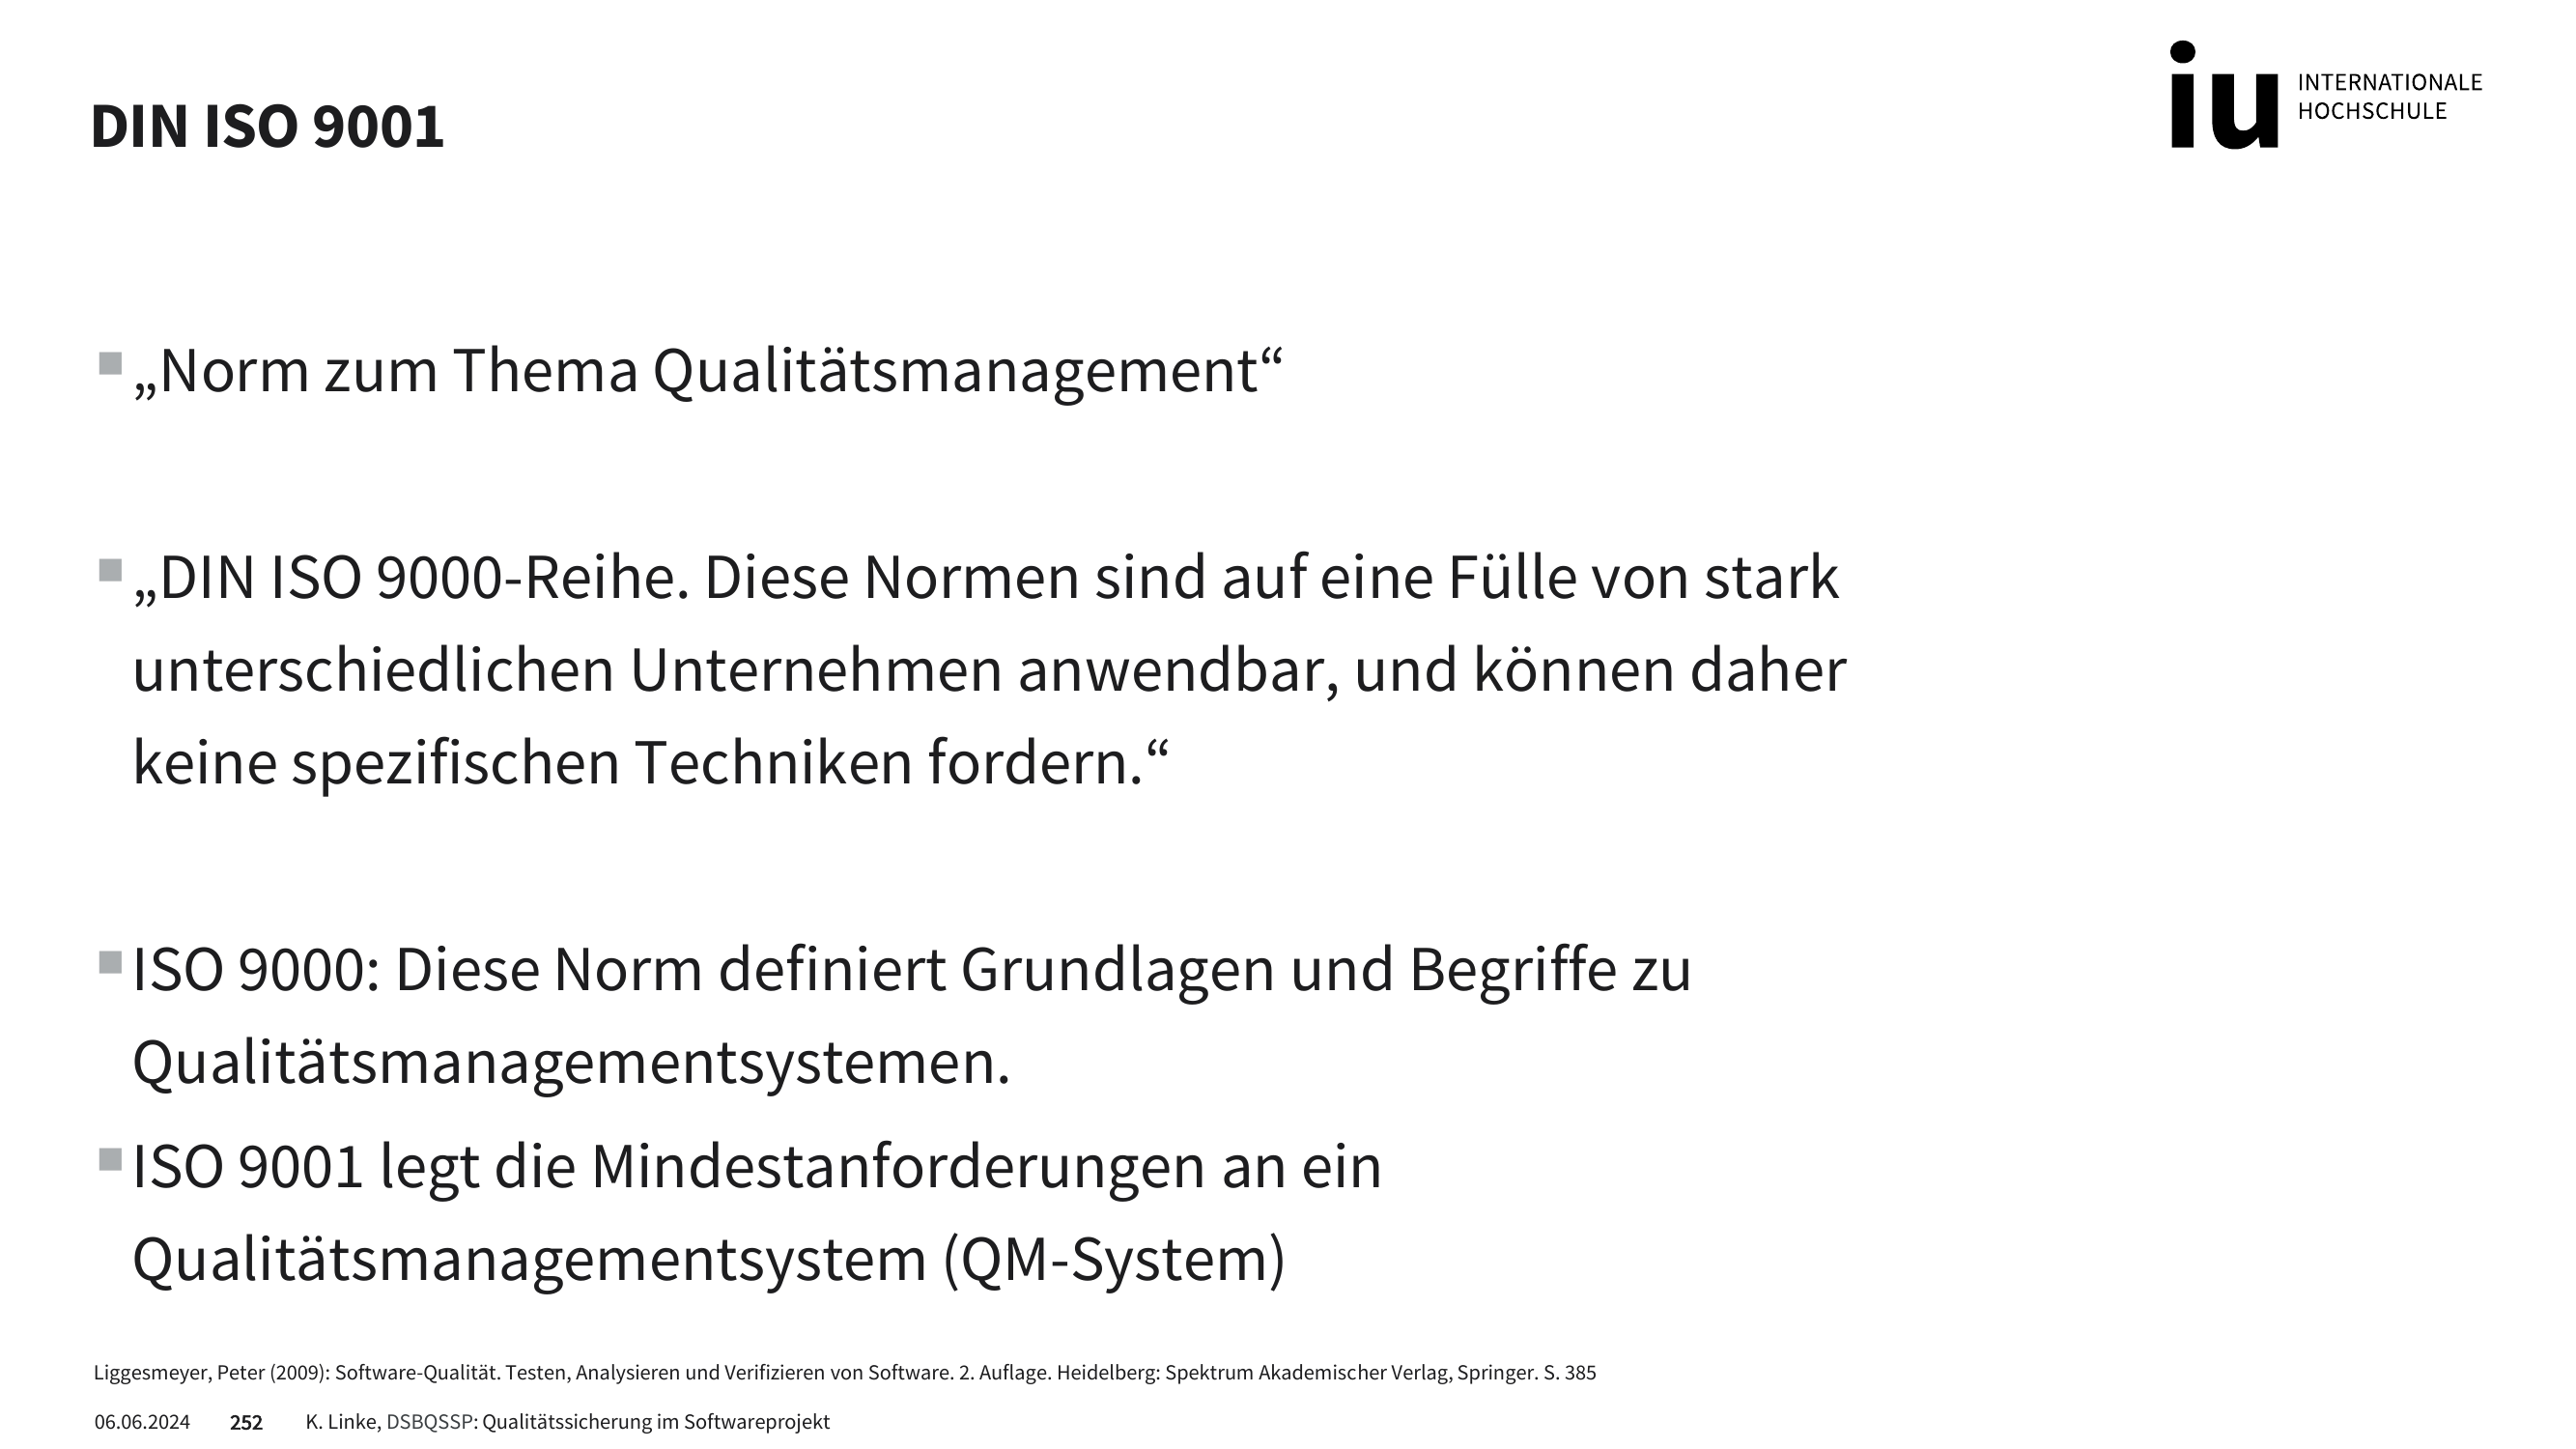 DIN ISO 9001
iu INTERNATIONALE
HOCHSCHULE
„Norm zum Thema Qualitätsmanagement“
„DIN ISO 9000-Reihe. Diese Normen sind auf eine Fülle von stark
unterschiedlichen Unternehmen anwendbar, und können daher
keine spezifischen Techniken fordern.“
ISO 9000: Diese Norm definiert Grundlagen und Begriffe zu
Qualitätsmanagementsystemen.
ISO 9001 legt die Mindestanforderungen an ein
Qualitätsmanagementsystem (QM-System)
Liggesmeyer, Peter (2009): Software-Qualität. Testen, Analysieren und Verifizieren von Software. 2. Auflage. Heidelberg: Spektrum Akademischer Verlag, Springer. S. 385
06.06.2024 252 K. Linke, DSBQSSP: Qualitätssicherung im Softwareprojekt